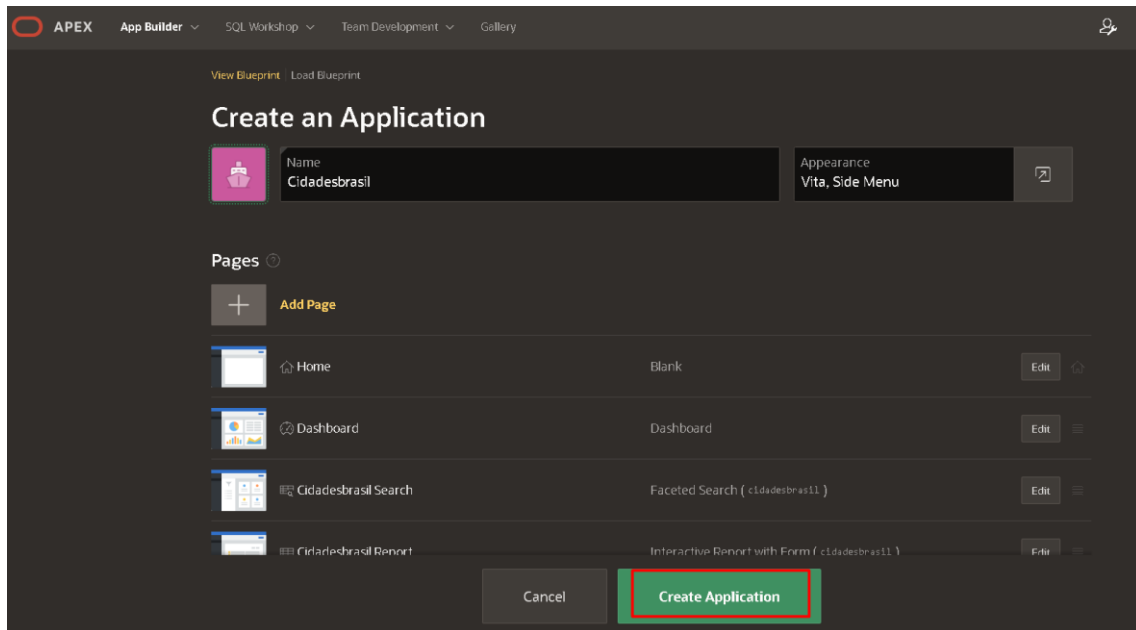 APEX App Builder SQL Workshop Team Development Gallery
View Blueprint | Load Blueprint
Create an Application
Name
Cidadesbrasil
Appearance
Vita, Side Menu
Pages
Add Page
Home Blank Edit
Dashboard Dashboard Edit
Cidadesbrasil Search Faceted Search ( cidadesbrasil ) Edit
Cidadesbrasil Report Interactive Report with Form ( cidadesbrasil ) Edit
Cancel Create Application